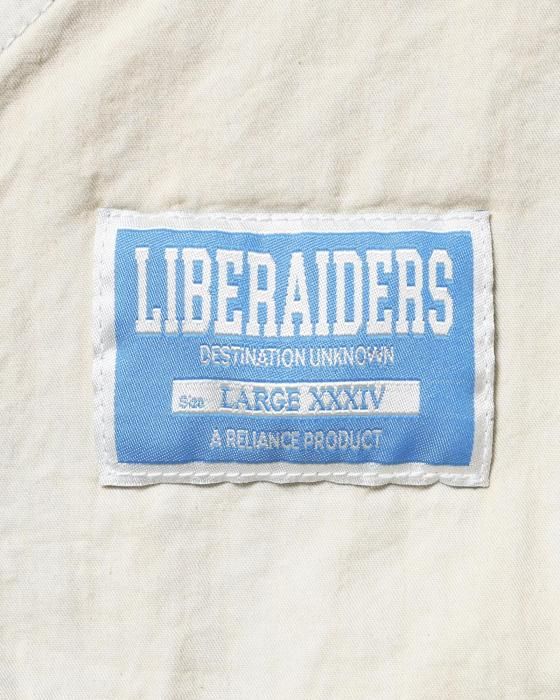 LIBERAIDERS
DESTINATION UNKNOWN
Size LARGE XXXIV
A RELIANCE PRODUCT